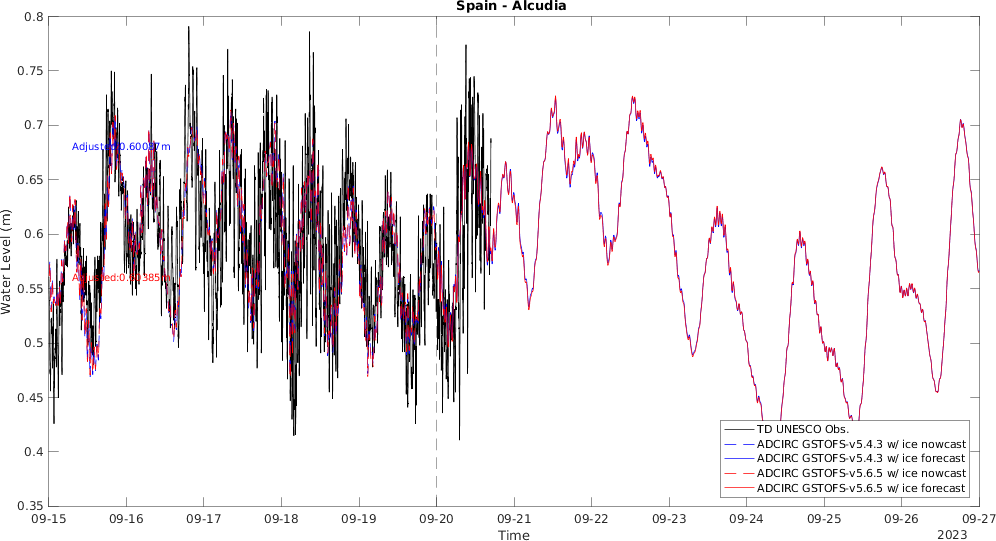 Spain - Alcudia
0.8
0.75
0.7
0.65
0.6
0.55
0.5
0.45
0.4
0.35
Water Level (m)
Adjusted:0.60037m
TD UNESCO Obs.
ADCIRC GSTOFS-v5.4.3 w/ ice nowcast
ADCIRC GSTOFS-v5.4.3 w/ ice forecast
ADCIRC GSTOFS-v5.6.5 w/ ice nowcast
ADCIRC GSTOFS-v5.6.5 w/ ice forecast
09-15 09-16 09-17 09-18 09-19 09-20 09-21 09-22 09-23 09-24 09-25 09-26 09-27
Time
2023